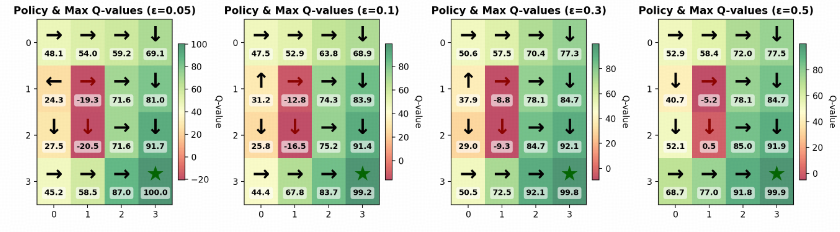 Policy & Max Q-values (ε=0.05)
0
1
2
3
48.1 54.0 59.2 69.1
24.3 -19.3 71.6 81.0
27.5 -20.5 71.6 91.7
45.2 58.5 87.0 100.0
0 1 2 3
100
80
60
40
20
0
−20
Q-value
Policy & Max Q-values (ε=0.1)
0
1
2
3
47.5 52.9 63.8 68.9
31.2 -12.8 74.3 83.9
25.8 -16.5 75.2 91.4
44.4 67.8 83.7 99.2
0 1 2 3
80
60
40
20
0
Q-value
Policy & Max Q-values (ε=0.3)
0
1
2
3
50.6 57.5 70.4 77.3
37.9 -8.8 78.1 84.7
29.0 -9.3 84.7 92.1
50.5 72.5 92.1 99.8
0 1 2 3
80
60
40
20
0
Q-value
Policy & Max Q-values (ε=0.5)
0
1
2
3
52.9 58.4 72.0 77.5
40.7 -5.2 78.1 84.7
52.1 0.5 85.0 91.9
68.7 77.0 91.8 99.9
0 1 2 3
80
60
40
20
0
Q-value